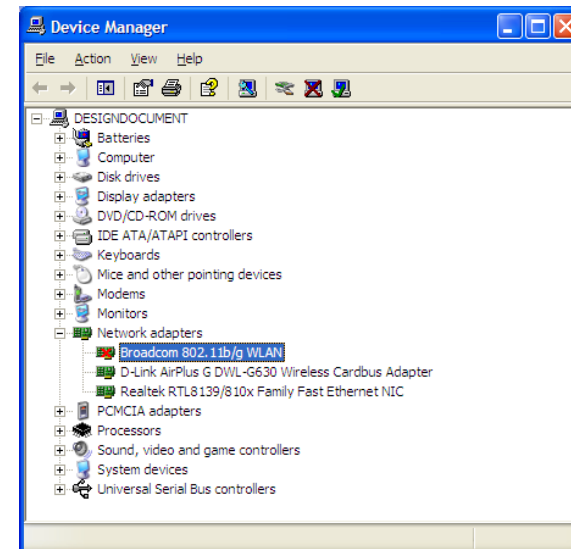 Device Manager
File Action View Help
DESIGNDOCUMENT
Batteries
Computer
Disk drives
Display adapters
DVD/CD-ROM drives
IDE ATA/ATAPI controllers
Keyboards
Mice and other pointing devices
Modems
Monitors
Network adapters
Broadcom 802.11b/g WLAN
D-Link AirPlus G DWL-G630 Wireless Cardbus Adapter
Realtek RTL8139/810x Family Fast Ethernet NIC
PCMCIA adapters
Processors
Sound, video and game controllers
System devices
Universal Serial Bus controllers